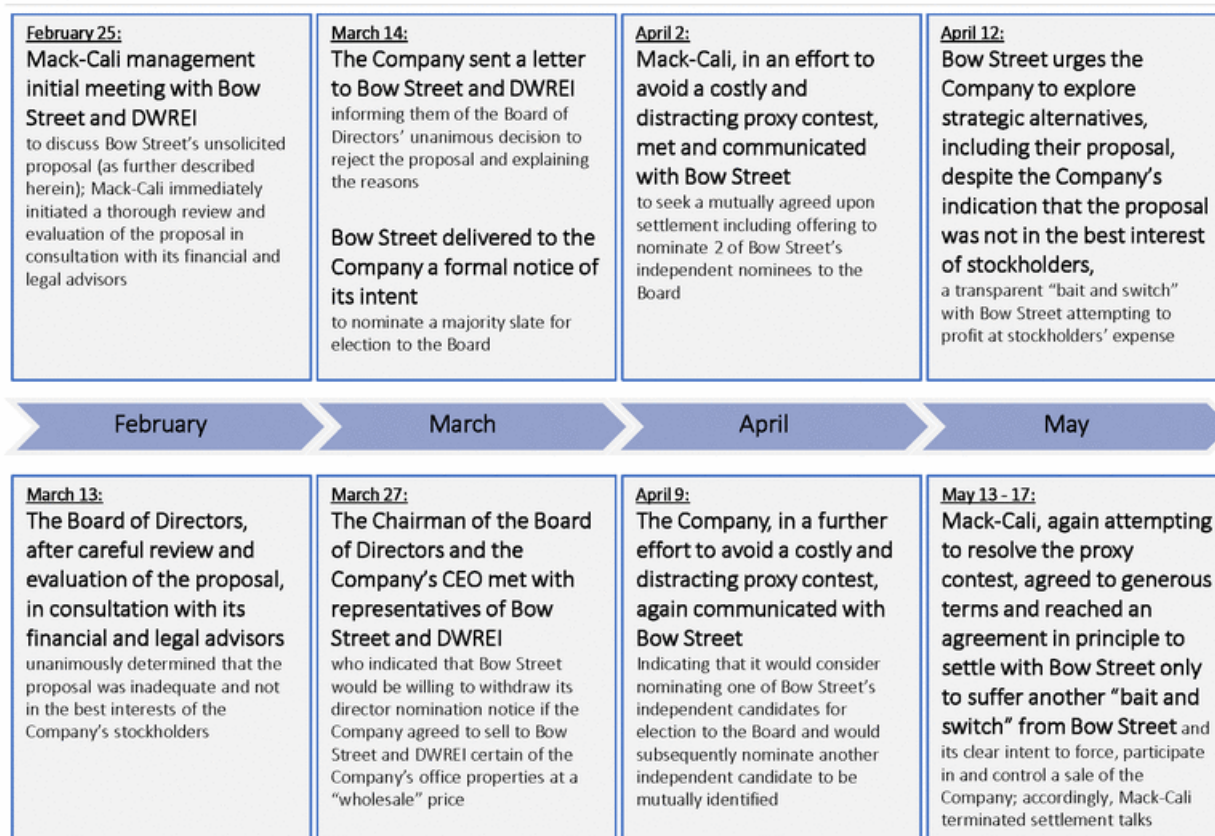 February 25:
Mack-Cali management
initial meeting with Bow
Street and DWREI
to discuss Bow Street's unsolicited
proposal (as further described
herein); Mack-Cali immediately
initiated a thorough review and
evaluation of the proposal in
consultation with its financial and
legal advisors
March 14:
The Company sent a letter
to Bow Street and DWREI
informing them of the Board of
Directors' unanimous decision to
reject the proposal and explaining
the reasons
Bow Street delivered to the
Company a formal notice of
its intent
to nominate a majority slate for
election to the Board
April 2:
Mack-Cali, in an effort to
avoid a costly and
distracting proxy contest,
met and communicated
with Bow Street
to seek a mutually agreed upon
settlement including offering to
nominate 2 of Bow Street's
independent nominees to the
Board
April 12:
Bow Street urges the
Company to explore
strategic alternatives,
including their proposal,
despite the Company's
indication that the proposal
was not in the best interest
of stockholders,
a transparent "bait and switch"
with Bow Street attempting to
profit at stockholders' expense
February
March
April
May
March 13:
The Board of Directors,
after careful review and
evaluation of the proposal,
in consultation with its
financial and legal advisors
unanimously determined that the
proposal was inadequate and not
in the best interests of the
Company's stockholders
March 27:
The Chairman of the Board
of Directors and the
Company's CEO met with
representatives of Bow
Street and DWREI
who indicated that Bow Street
would be willing to withdraw its
director nomination notice if the
Company agreed to sell to Bow
Street and DWREI certain of the
Company's office properties at a
"wholesale" price
April 9:
The Company, in a further
effort to avoid a costly and
distracting proxy contest,
again communicated with
Bow Street
Indicating that it would consider
nominating one of Bow Street's
independent candidates for
election to the Board and would
subsequently nominate another
independent candidate to be
mutually identified
May 13 - 17:
Mack-Cali, again attempting
to resolve the proxy
contest, agreed to generous
terms and reached an
agreement in principle to
settle with Bow Street only
to suffer another "bait and
switch" from Bow Street and
its clear intent to force, participate
in and control a sale of the
Company; accordingly, Mack-Cali
terminated settlement talks